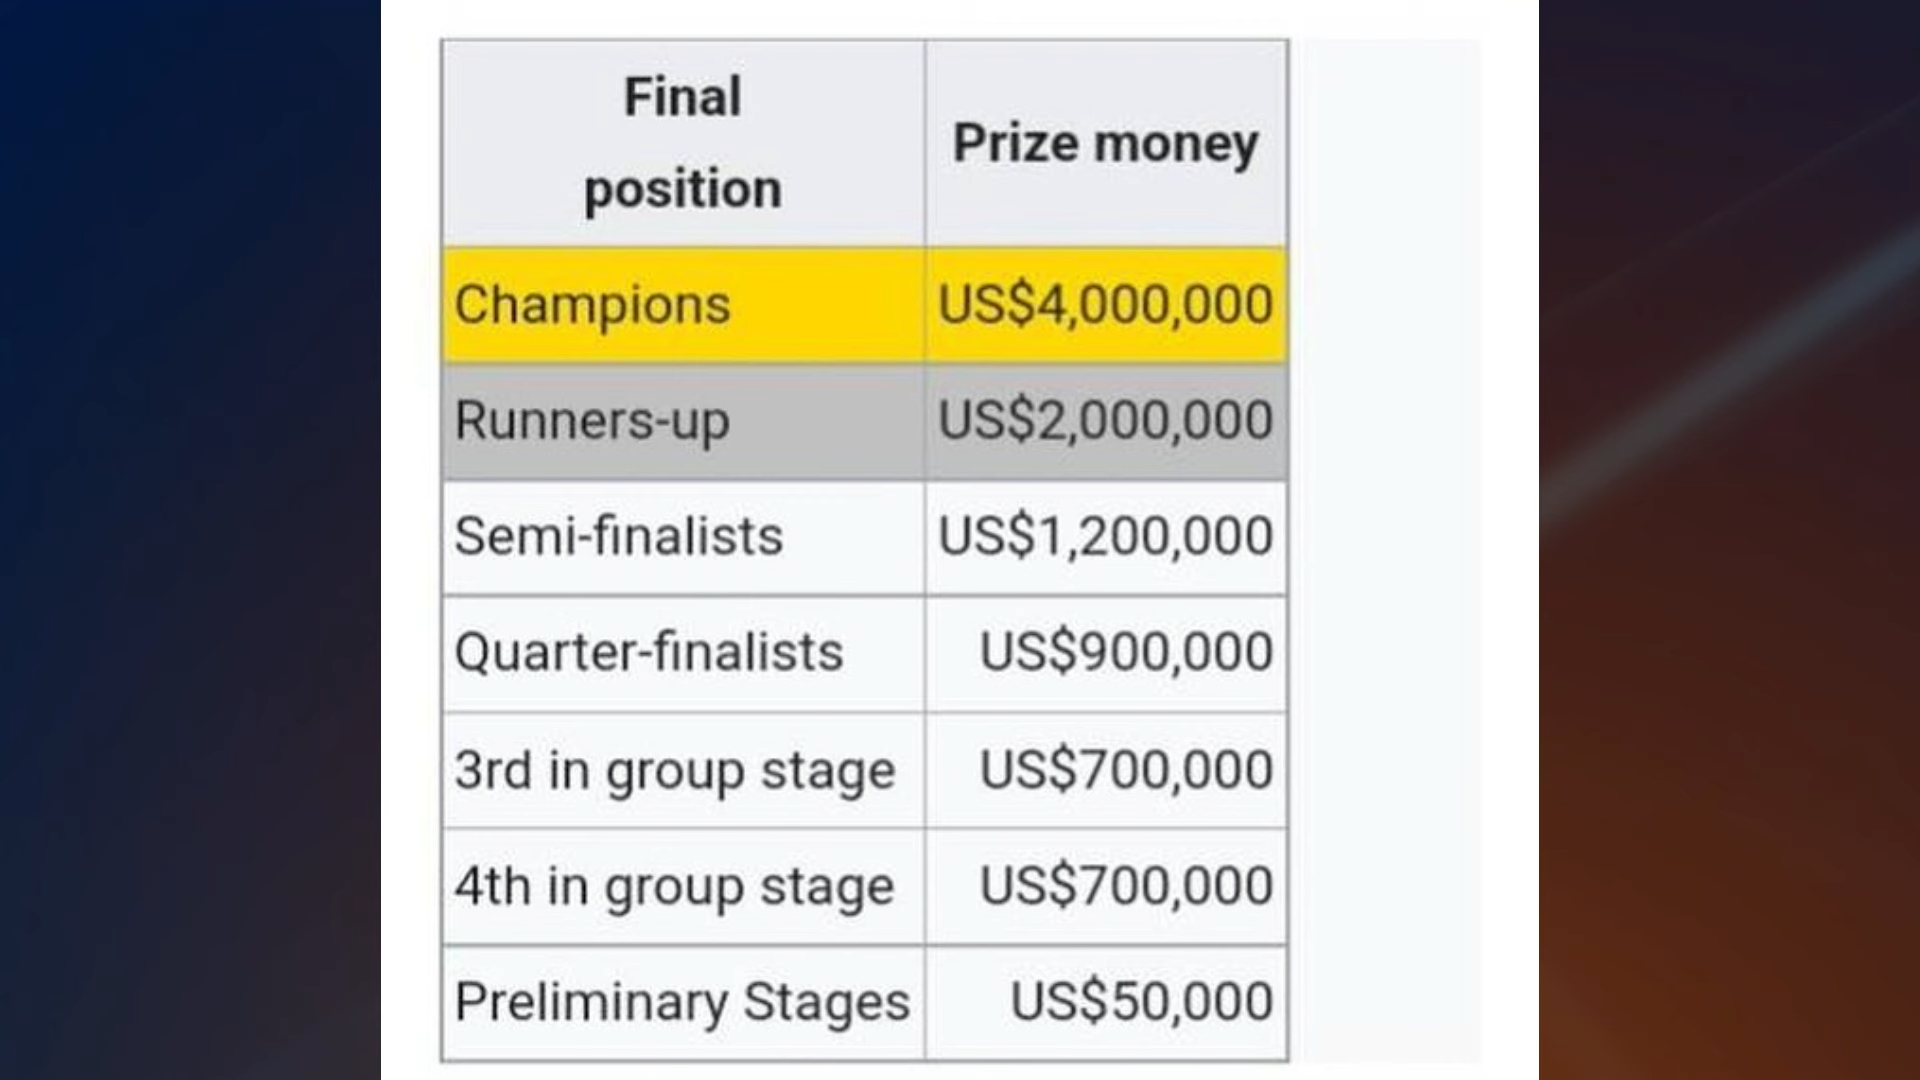 Final
position
Prize money
Champions US$4,000,000
Runners-up US$2,000,000
Semi-finalists US$1,200,000
Quarter-finalists US$900,000
3rd in group stage US$700,000
4th in group stage US$700,000
Preliminary Stages US$50,000